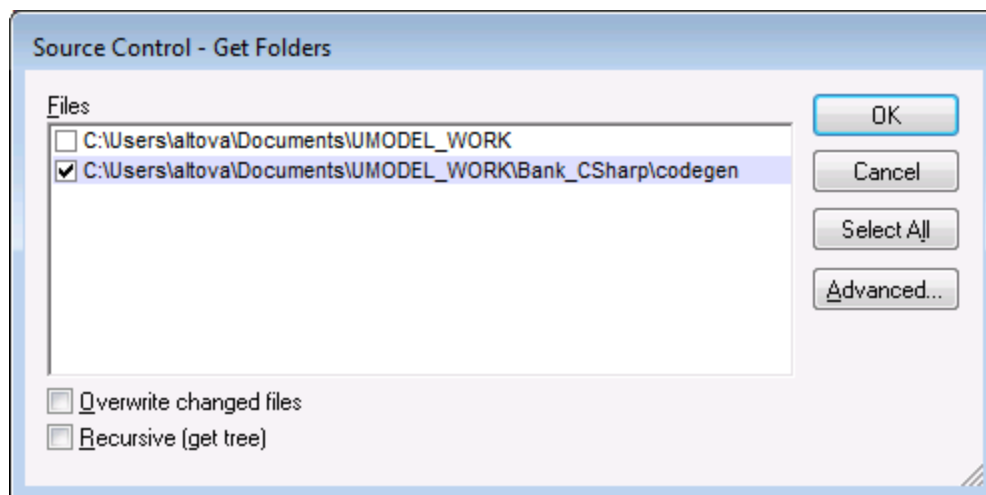 Source Control - Get Folders
Files
C:\Users\altova\Documents\UMODEL_WORK
C:\Users\altova\Documents\UMODEL_WORK\Bank_CSharp\codegen
OK
Cancel
Select All
Advanced...
Overwrite changed files
Recursive (get tree)